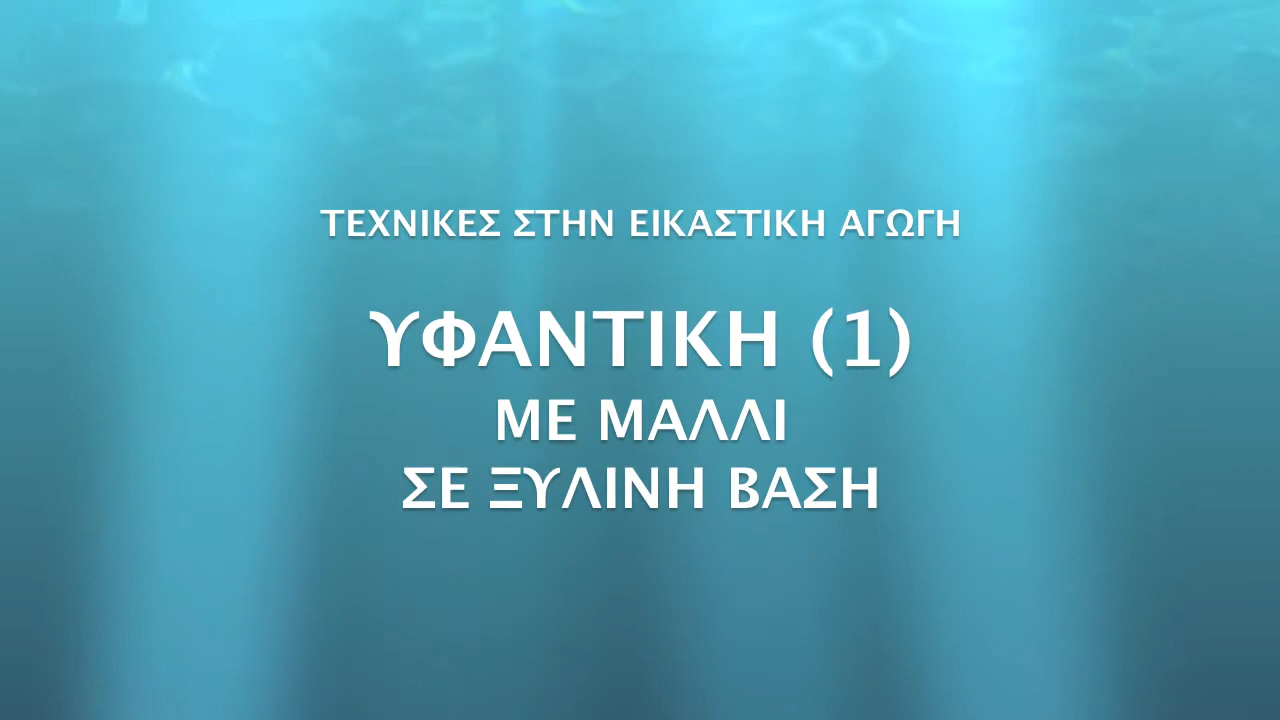 ΤΕΧΝΙΚΕΣ ΣΤΗΝ ΕΙΚΑΣΤΙΚΗ ΑΓΩΓΗ
ΥΦΑΝΤΙΚΗ (1)
ΜΕ ΜΑΛΛΙ
ΣΕ ΞΥΛΙΝΗ ΒΑΣΗ